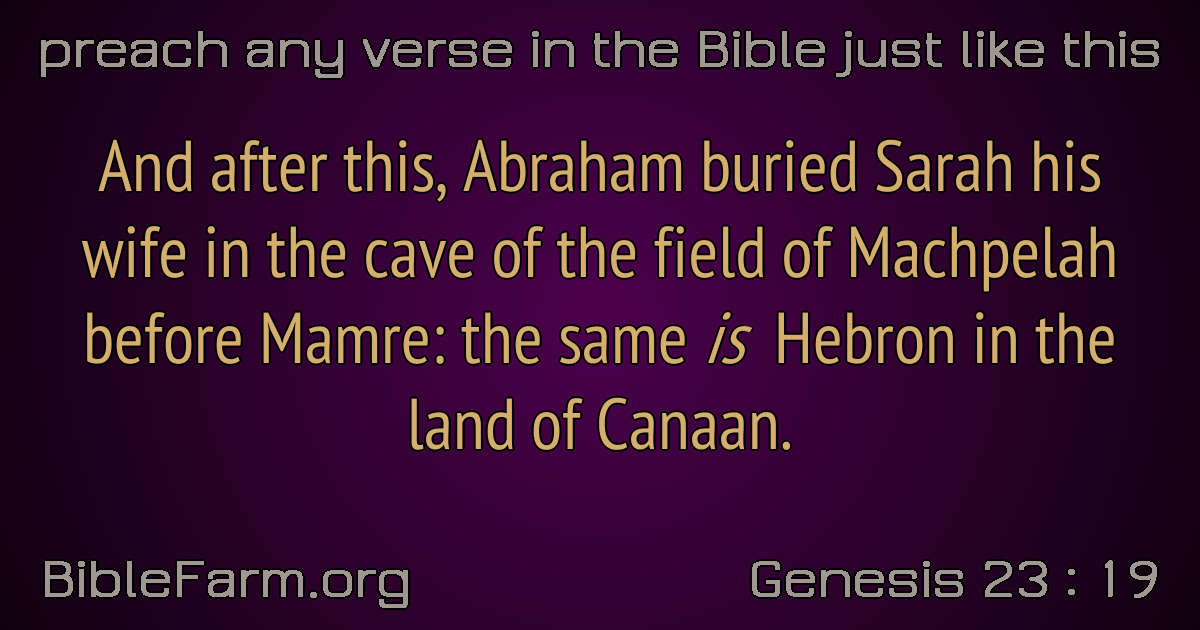 preach any verse in the Bible just like this
And after this, Abraham buried Sarah his
wife in the cave of the field of Machpelah
before Mamre: the same is Hebron in the
land of Canaan.
BibleFarm.org
Genesis 23 : 19